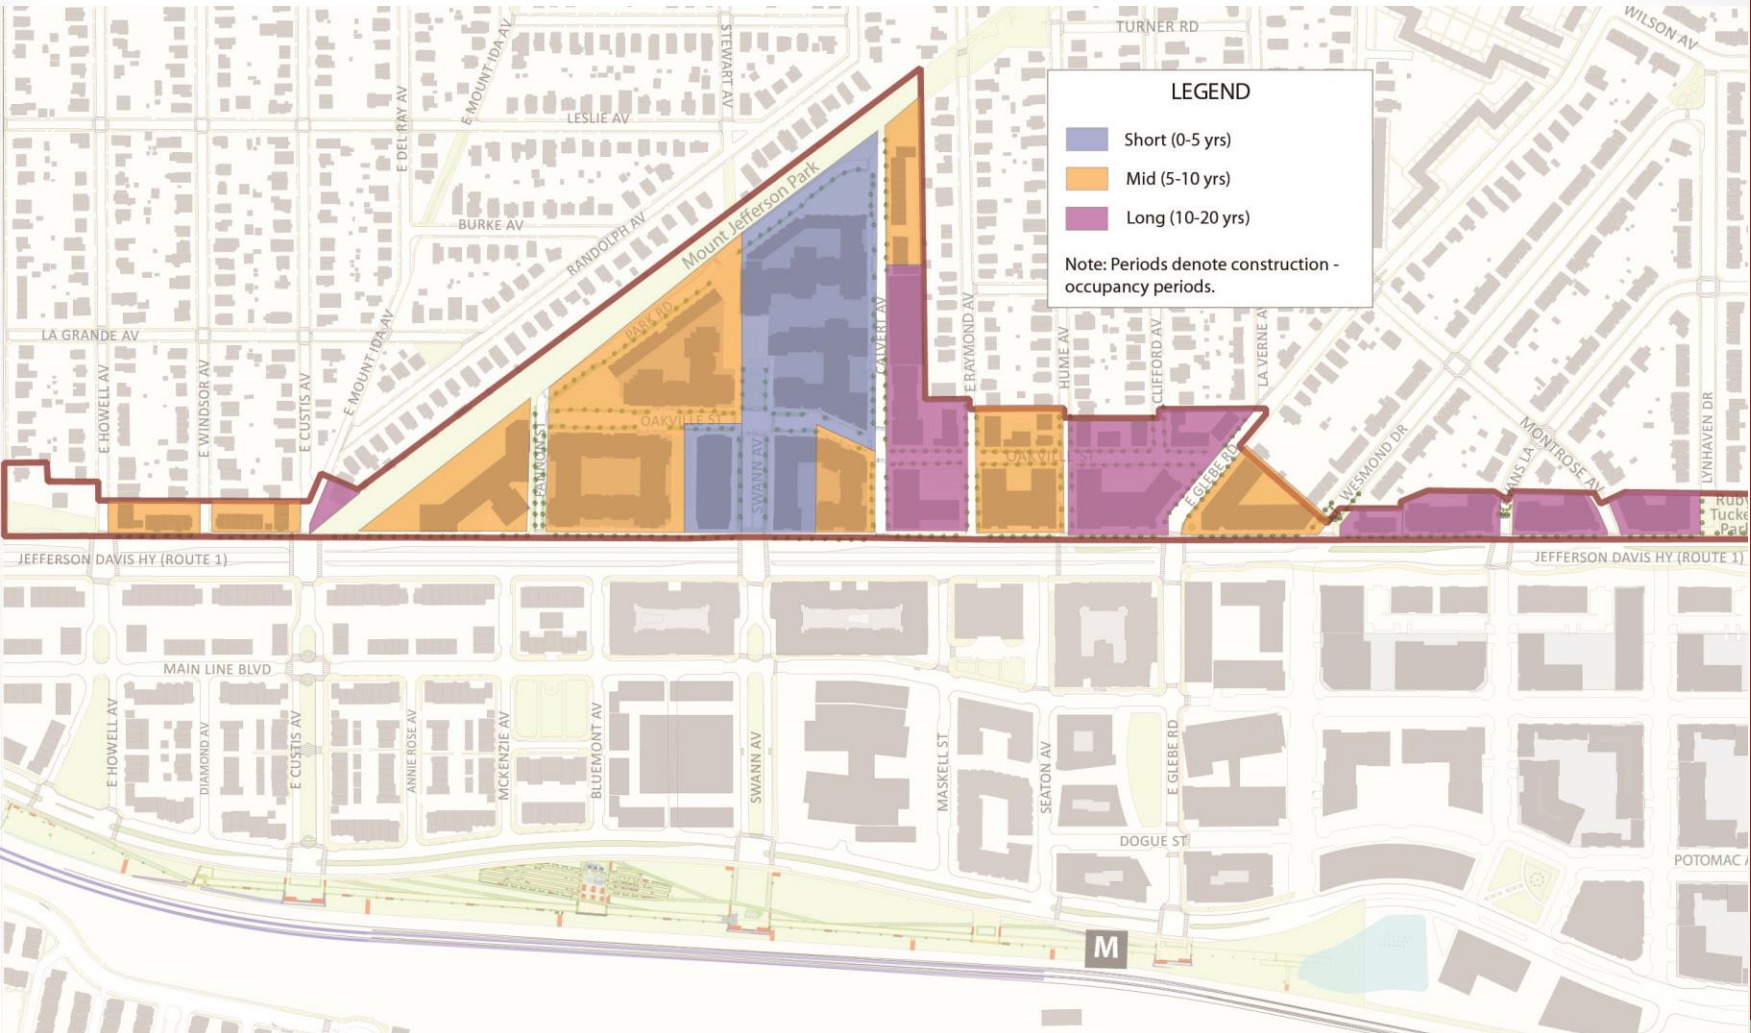 TURNER RD
WILSON AV
E MOUNT IDA AV
STEWART AV
E DEL RAY AV
LESLIE AV
LEGEND
Short (0-5 yrs)
Mid (5-10 yrs)
Long (10-20 yrs)
Note: Periods denote construction -
occupancy periods.
Mount Jefferson Park
BURKE AV
RANDOLPH AV
LA GRANDE AV
E HOWELL AV
E WINDSOR AV
E CUSTIS AV
E MOUNT IDA AV
PARK RD
CALVERT AV
E RAYMOND AV
HUME AV
CLIFFORD AV
LA VERNE A
OAKVILLE ST
FANNON ST
SWANN AV
OAKVILLE ST
E GLEBE RD
WESMOND DR
MONTROSE AV
LYNHAVEN DR
Ruby
Tucke
Park
JEFFERSON DAVIS HY (ROUTE 1)
JEFFERSON DAVIS HY (ROUTE 1)
MAIN LINE BLVD
E HOWELL AV
DIAMOND AV
E CUSTIS AV
ANNIE ROSE AV
MCKENZIE AV
BLUEMONT AV
SWANN AV
MASKELL ST
SEATON AV
E GLEBE RD
DOGUE ST
POTOMAC A
M